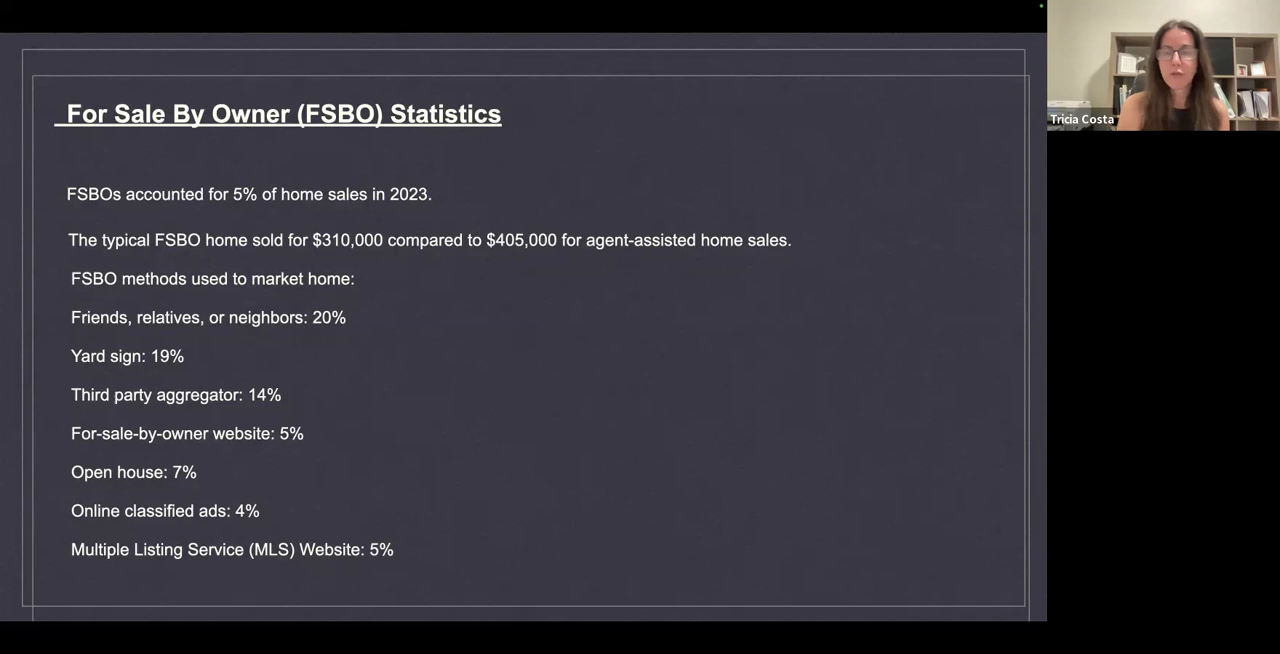 For Sale By Owner (FSBO) Statistics
FSBOs accounted for 5% of home sales in 2023.
The typical FSBO home sold for $310,000 compared to $405,000 for agent-assisted home sales.
FSBO methods used to market home:
Friends, relatives, or neighbors: 20%
Yard sign: 19%
Third party aggregator: 14%
For-sale-by-owner website: 5%
Open house: 7%
Online classified ads: 4%
Multiple Listing Service (MLS) Website: 5%
Tricia Costa